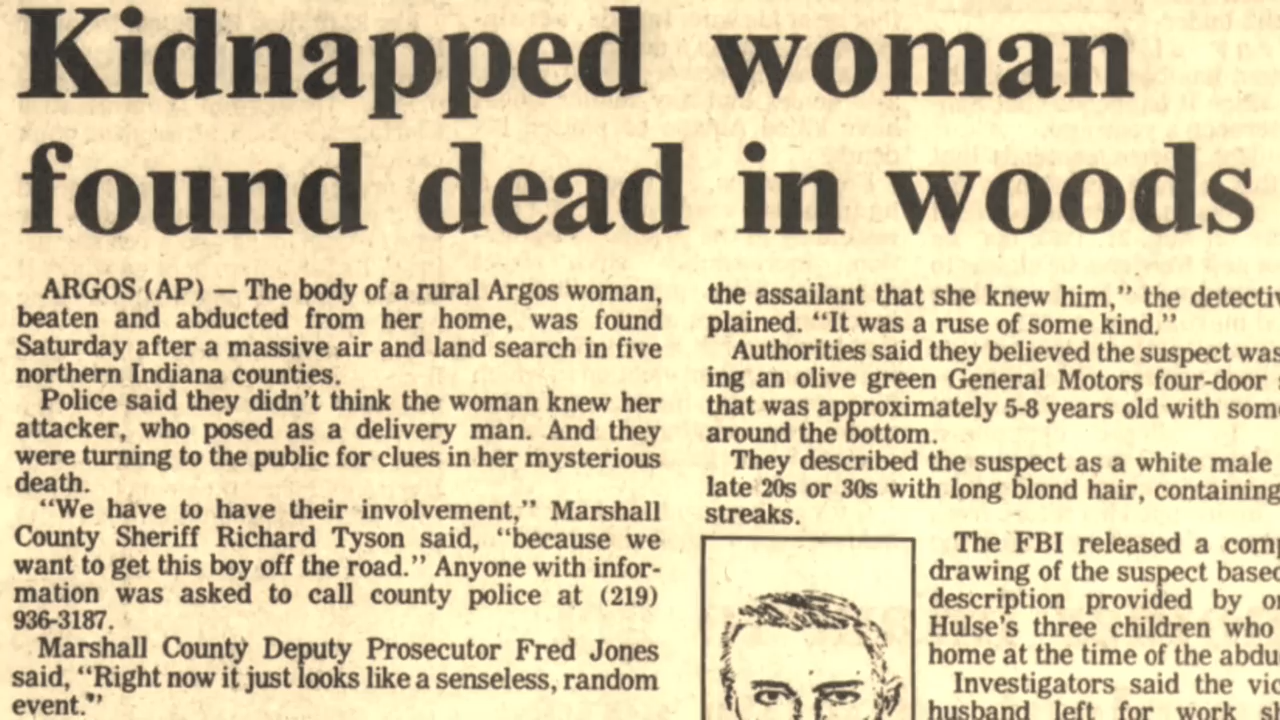 Kidnapped woman
found dead in woods
ARGOS (AP) — The body of a rural Argos woman,
beaten and abducted from her home, was found
Saturday after a massive air and land search in five
northern Indiana counties.
Police said they didn't think the woman knew her
attacker, who posed as a delivery man. And they
were turning to the public for clues in her mysterious
death.
"We have to have their involvement," Marshall
County Sheriff Richard Tyson said, "because we
want to get this boy off the road." Anyone with infor-
mation was asked to call county police at (219)
936-3187.
Marshall County Deputy Prosecutor Fred Jones
said, "Right now it just looks like a senseless, random
event."
the assailant that she knew him," the detectiv
plained. "It was a ruse of some kind."
Authorities said they believed the suspect was
ing an olive green General Motors four-door
that was approximately 5-8 years old with som
around the bottom.
They described the suspect as a white male
late 20s or 30s with long blond hair, containing
streaks.
The FBI released a comp
drawing of the suspect based
description provided by or
Hulse's three children who
home at the time of the abdu
Investigators said the vic
husband left for work sh